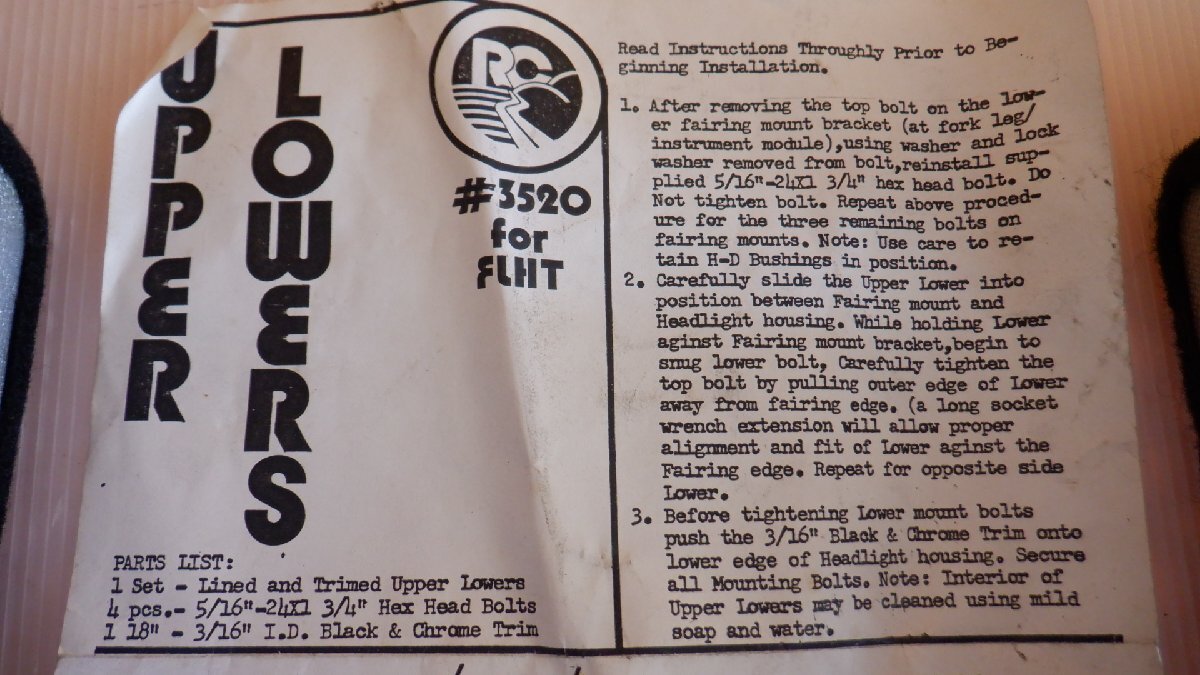 UPPER
LOWERS
RC
#3520
for
FLHT
PARTS LIST:
1 Set - Lined and Trimed Upper Lowers
4 pcs.- 5/16"-24X1 3/4" Hex Head Bolts
1 18" - 3/16" I.D. Black & Chrome Trim
Read Instructions Throughly Prior to Be-
ginning Installation.
1. After removing the top bolt on the low-
er fairing mount bracket (at fork leg/
instrument module),using washer and lock
washer removed from bolt,reinstall sup-
plied 5/16"-24X1 3/4" hex head bolt. Do
Not tighten bolt. Repeat above proced-
ure for the three remaining bolts on
fairing mounts. Note: Use care to re-
tain H-D Bushings in position.
2. Carefully slide the Upper Lower into
position between Fairing mount and
Headlight housing. While holding Lower
aginst Fairing mount bracket,begin to
snug lower bolt, Carefully tighten the
top bolt by pulling outer edge of Lower
away from fairing edge. (a long socket
wrench extension will allow proper
alignment and fit of Lower aginst the
Fairing edge. Repeat for opposite side
Lower.
3. Before tightening Lower mount bolts
push the 3/16" Black & Chrome Trim onto
lower edge of Headlight housing. Secure
all Mounting Bolts. Note: Interior of
Upper Lowers may be cleaned using mild
soap and water.